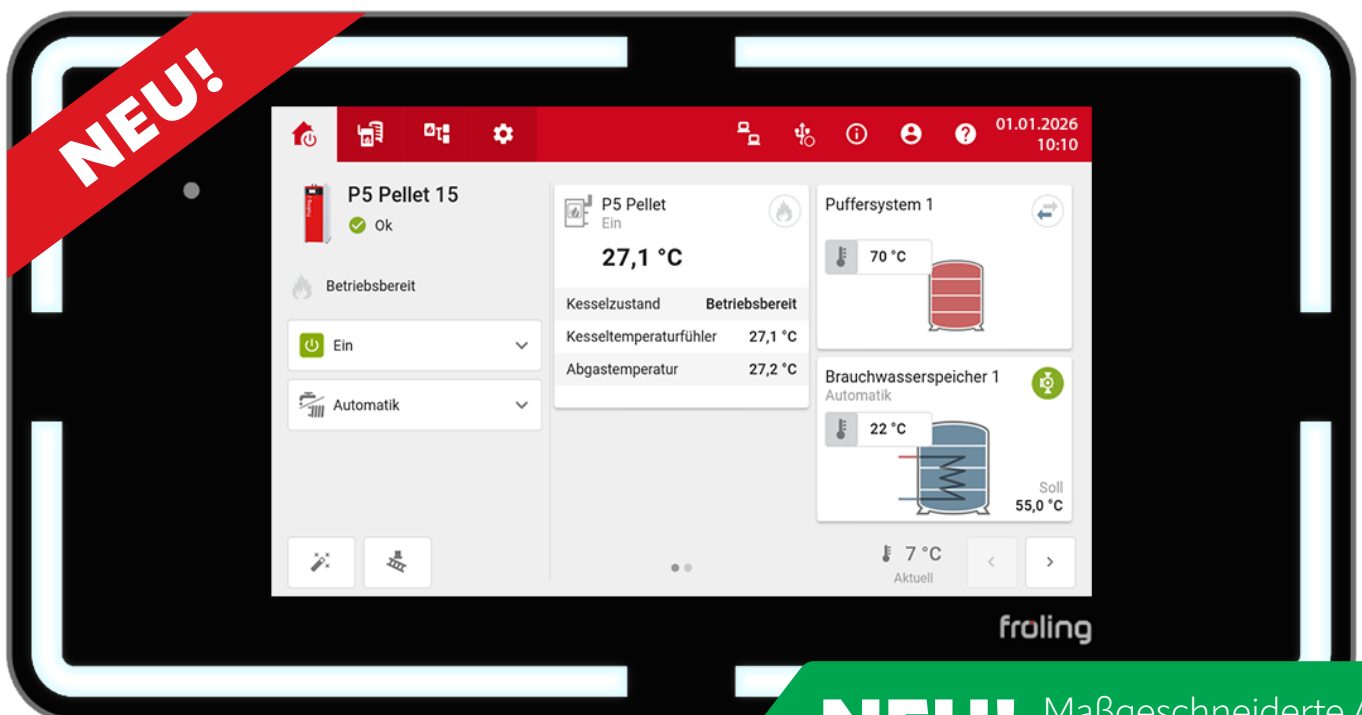 NEU!
01.01.2026
10:10
P5 Pellet 15
Ok
Betriebsbereit
Ein
Automatik
P5 Pellet
Ein
27,1 °C
Kesselzustand Betriebsbereit
Kesseltemperaturfühler 27,1 °C
Abgastemperatur 27,2 °C
Puffersystem 1
70 °C
Brauchwasserspeicher 1
Automatik
22 °C
Soll
55,0 °C
7 °C
Aktuell
froling
NEU! Maßgeschneiderte